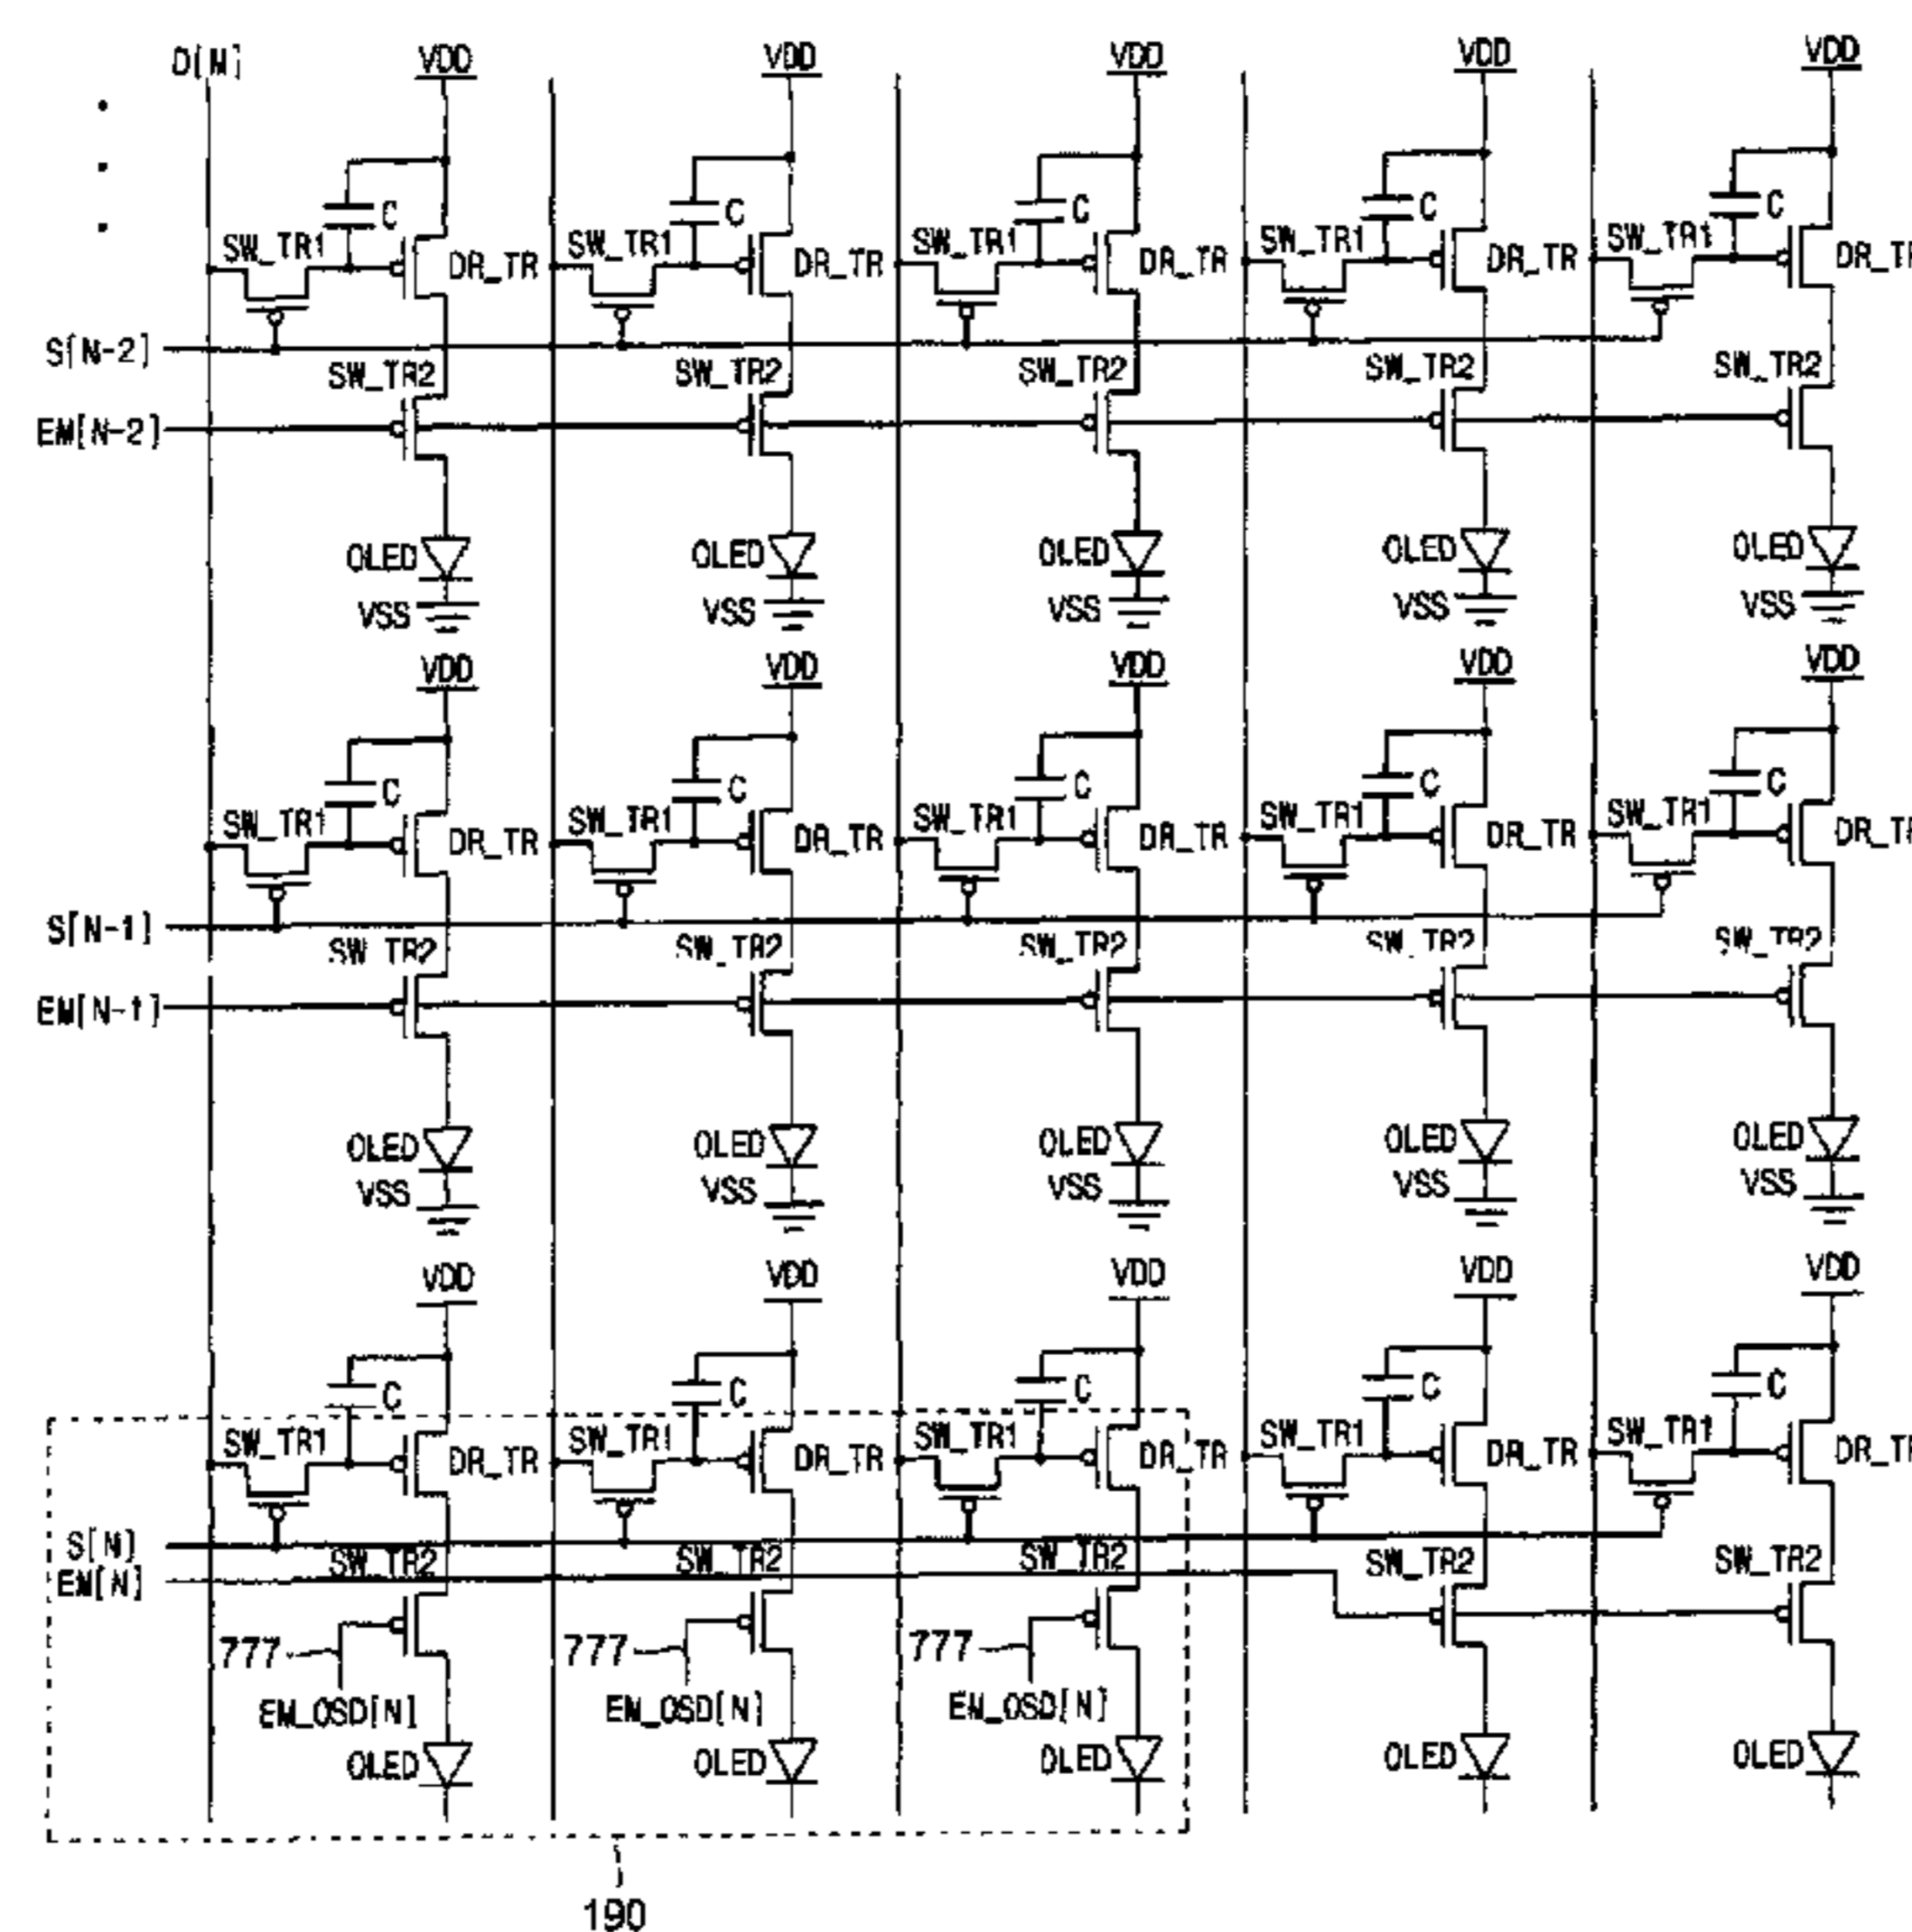 D[M] VDD VDD VDD VDD VDD
C C C C C
SW_TR1 DR_TR SW_TR1 DR_TR SW_TR1 DR_TR SW_TR1 DR_TR SW_TR1 DR_TR
S[N-2]
SW_TR2 SW_TR2 SW_TR2 SW_TR2 SW_TR2
EM[N-2]
OLED OLED OLED OLED OLED
VSS VSS VSS VSS VSS
VDD VDD VDD VDD VDD
C C C C C
SW_TR1 DR_TR SW_TR1 DR_TR SW_TR1 DR_TR SW_TR1 DR_TR SW_TR1 DR_TR
S[N-1]
SW_TR2 SW_TR2 SW_TR2 SW_TR2 SW_TR2
EM[N-1]
OLED OLED OLED OLED OLED
VSS VSS VSS VSS VSS
VDD VDD VDD VDD VDD
C C C C C
SW_TR1 DR_TR SW_TR1 DR_TR SW_TR1 DR_TR SW_TR1 DR_TR SW_TR1 DR_TR
S[N]
SW_TR2 SW_TR2 SW_TR2 SW_TR2 SW_TR2
EM[N]
777 777 777
EM_OSD[N] EM_OSD[N] EM_OSD[N]
OLED OLED OLED OLED OLED
190